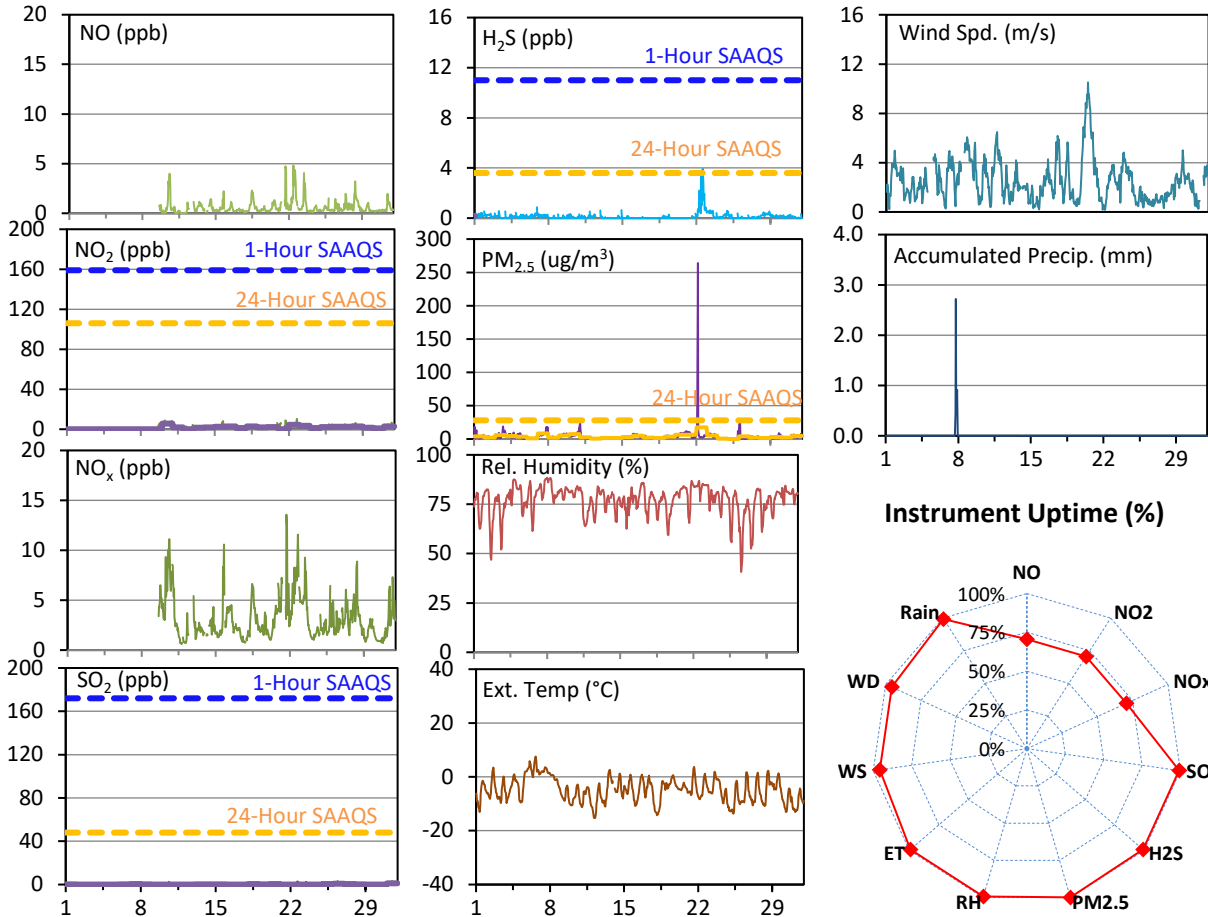 NO (ppb)
20
15
10
5
0
NO₂ (ppb)
1-Hour SAAQS
24-Hour SAAQS
200
160
120
80
40
0
NOₓ (ppb)
20
15
10
5
0
SO₂ (ppb)
1-Hour SAAQS
24-Hour SAAQS
200
160
120
80
40
0
1 8 15 22 29
H₂S (ppb)
1-Hour SAAQS
24-Hour SAAQS
16
12
8
4
0
PM₂.₅ (ug/m³)
24-Hour SAAQS
300
250
200
150
100
50
0
Rel. Humidity (%)
100
75
50
25
0
Ext. Temp (°C)
40
20
0
-20
-40
1 8 15 22 29
Wind Spd. (m/s)
16
12
8
4
0
Accumulated Precip. (mm)
4.0
3.0
2.0
1.0
0.0
1 8 15 22 29
Instrument Uptime (%)
NO
NO2
NOx
SO
H2S
PM2.5
RH
ET
WS
WD
Rain
100%
75%
50%
25%
0%